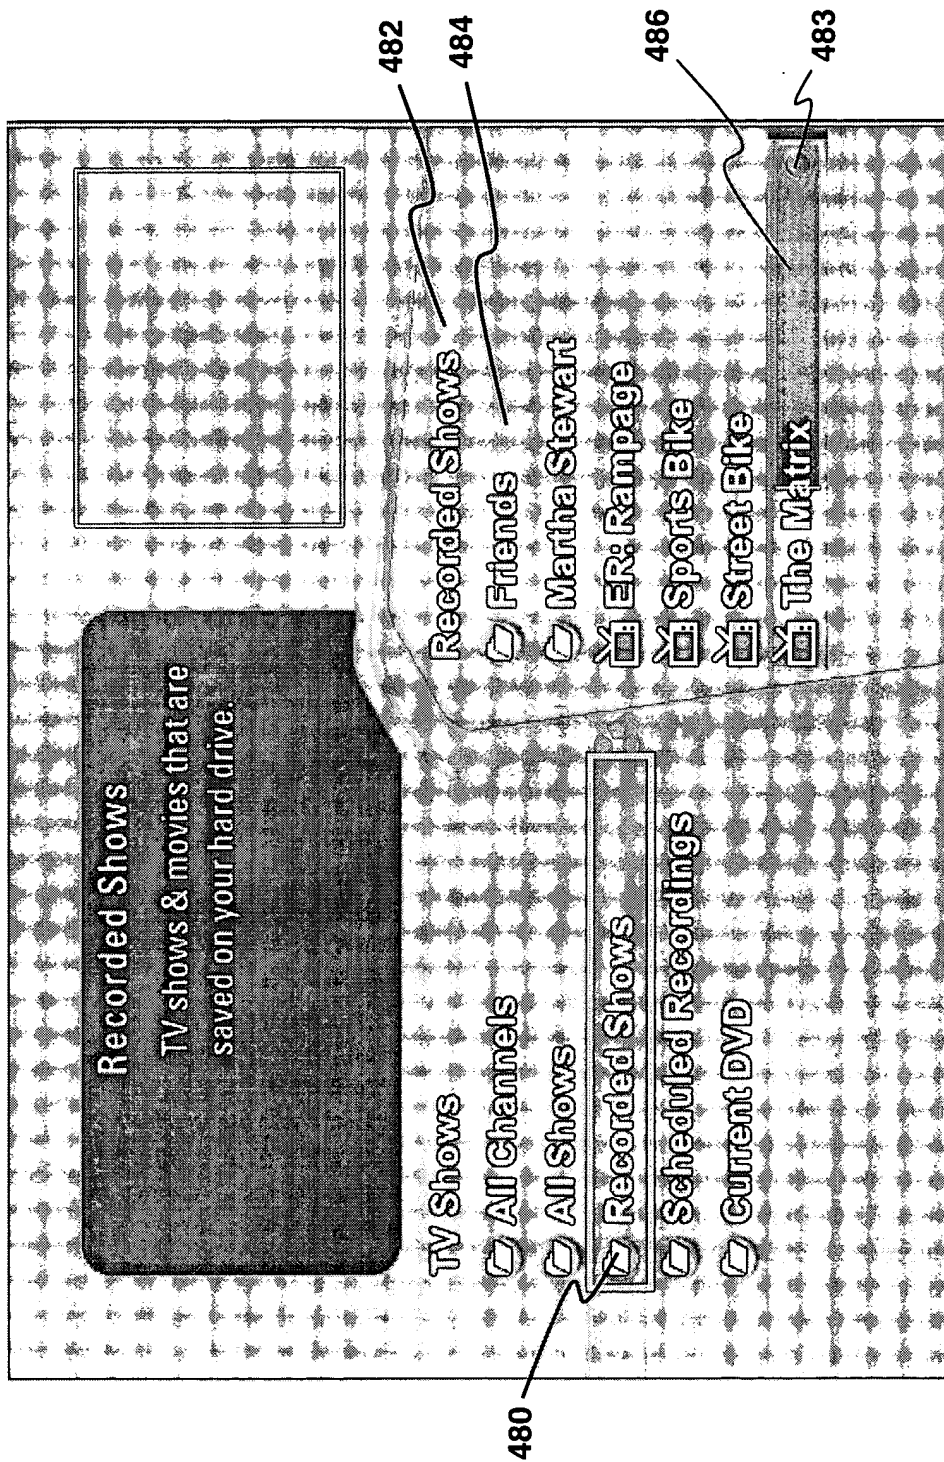 Recorded Shows
TV shows & movies that are
saved on your hard drive.
TV Shows
All Channels
All Shows
Recorded Shows
Scheduled Recordings
Current DVD
Recorded Shows
Friends
Martha Stewart
ER: Rampage
Sports Bike
Street Bike
The Matrix
480
482
484
486
483